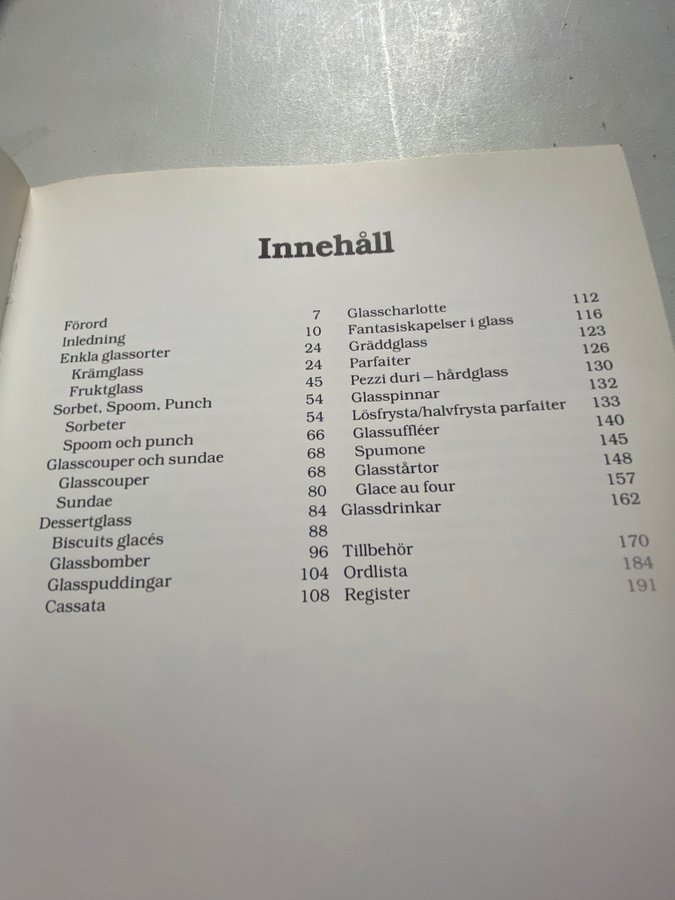 Innehåll
Förord 7
Inledning 10
Enkla glassorter 24
Krämglass 24
Fruktglass 45
Sorbet, Spoom, Punch 54
Sorbeter 54
Spoom och punch 66
Glasscouper och sundae 68
Glasscouper 68
Sundae 80
Dessertglass 84
Biscuits glacés 88
Glassbomber 96
Glasspuddingar 104
Cassata 108
Glasscharlotte 112
Fantasiskapelser i glass 116
Gräddglass 123
Parfaiter 126
Pezzi duri – hårdglass 130
Glasspinnar 132
Lösfrysta/halvfrysta parfaiter 133
Glassuffléer 140
Spumone 145
Glasstårtor 148
Glace au four 157
Glassdrinkar 162
Tillbehör 170
Ordlista 184
Register 191